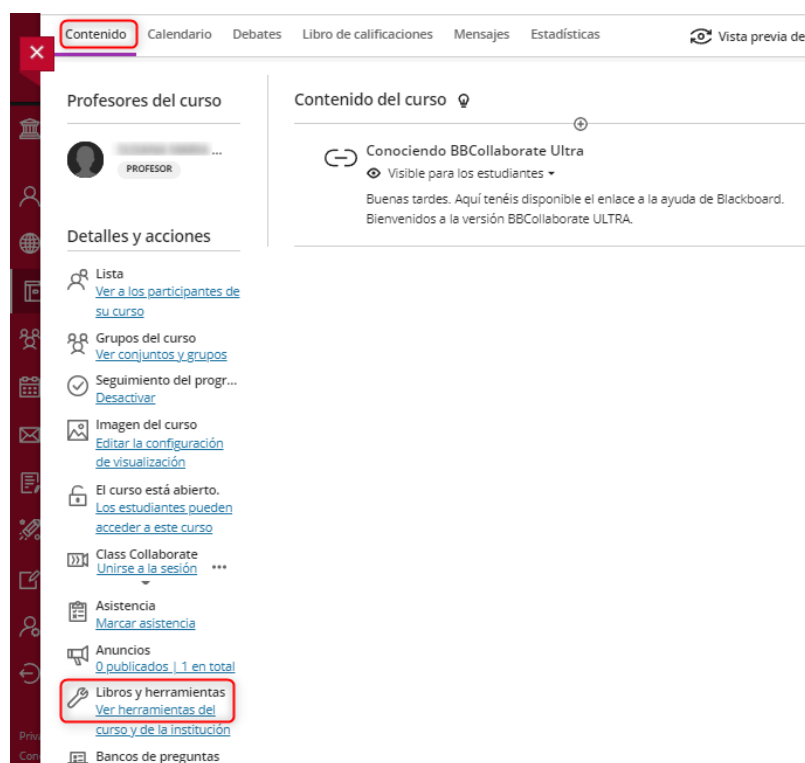 Contenido Calendario Debates Libro de calificaciones Mensajes Estadísticas Vista previa de
Profesores del curso
...
PROFESOR
Detalles y acciones
Lista
Ver a los participantes de
su curso
Grupos del curso
Ver conjuntos y grupos
Seguimiento del progr...
Desactivar
Imagen del curso
Editar la configuración
de visualización
El curso está abierto.
Los estudiantes pueden
acceder a este curso
Class Collaborate
Unirse a la sesión
Asistencia
Marcar asistencia
Anuncios
0 publicados | 1 en total
Libros y herramientas
Ver herramientas del
curso y de la institución
Bancos de preguntas
Contenido del curso
Conociendo BBCollaborate Ultra
Visible para los estudiantes
Buenas tardes. Aquí tenéis disponible el enlace a la ayuda de Blackboard.
Bienvenidos a la versión BBCollaborate ULTRA.
Priv
Con